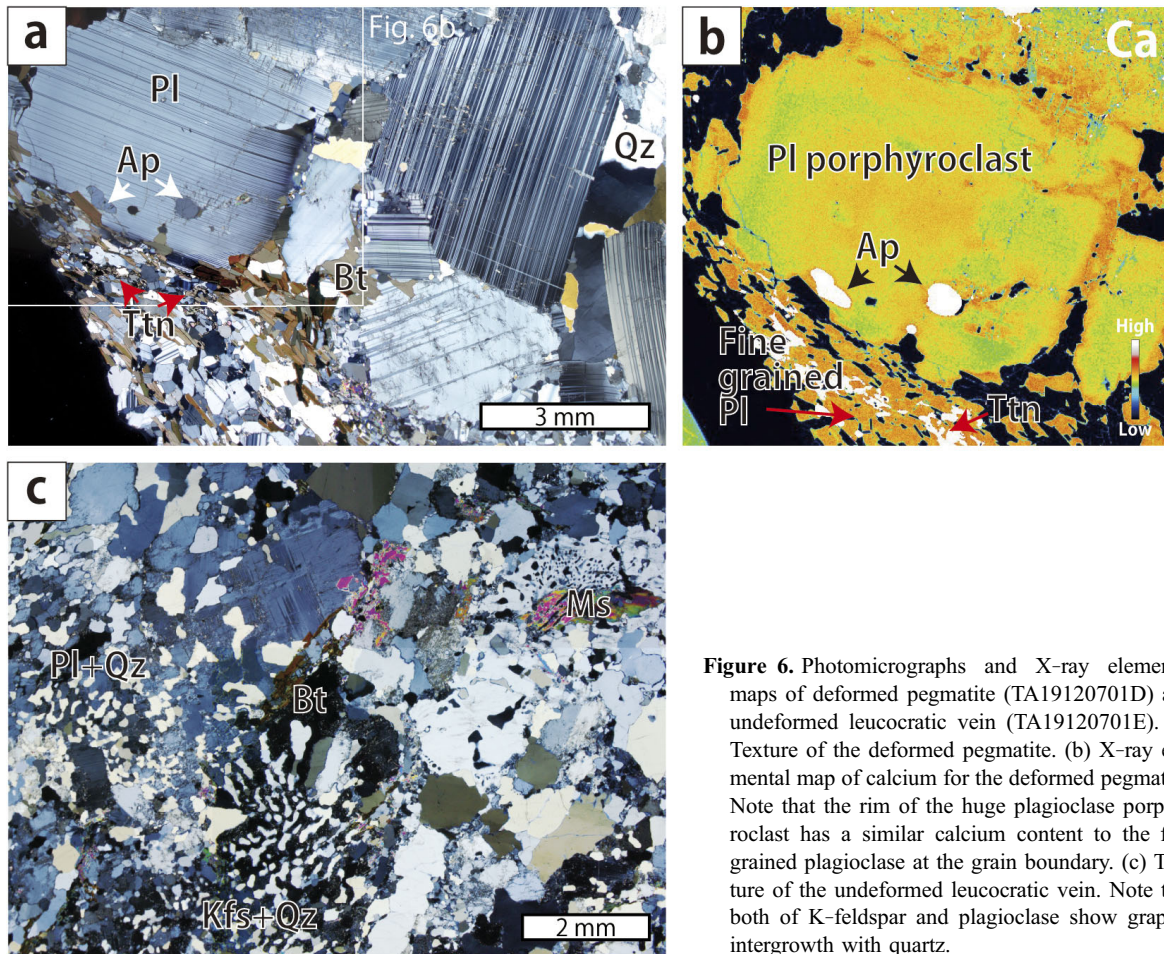 a
Fig. 6b
Pl
Ap
Qz
Bt
Ttn
3 mm
b
Ca
Pl porphyroclast
Ap
Fine
grained
Pl
Ttn
High
Low
c
Ms
Pl+Qz
Bt
Kfs+Qz
2 mm
Figure 6. Photomicrographs and X-ray elemen
maps of deformed pegmatite (TA19120701D) a
undeformed leucocratic vein (TA19120701E).
Texture of the deformed pegmatite. (b) X-ray e
mental map of calcium for the deformed pegmat
Note that the rim of the huge plagioclase porp
roclast has a similar calcium content to the f
grained plagioclase at the grain boundary. (c) T
ture of the undeformed leucocratic vein. Note t
both of K-feldspar and plagioclase show grap
intergrowth with quartz.